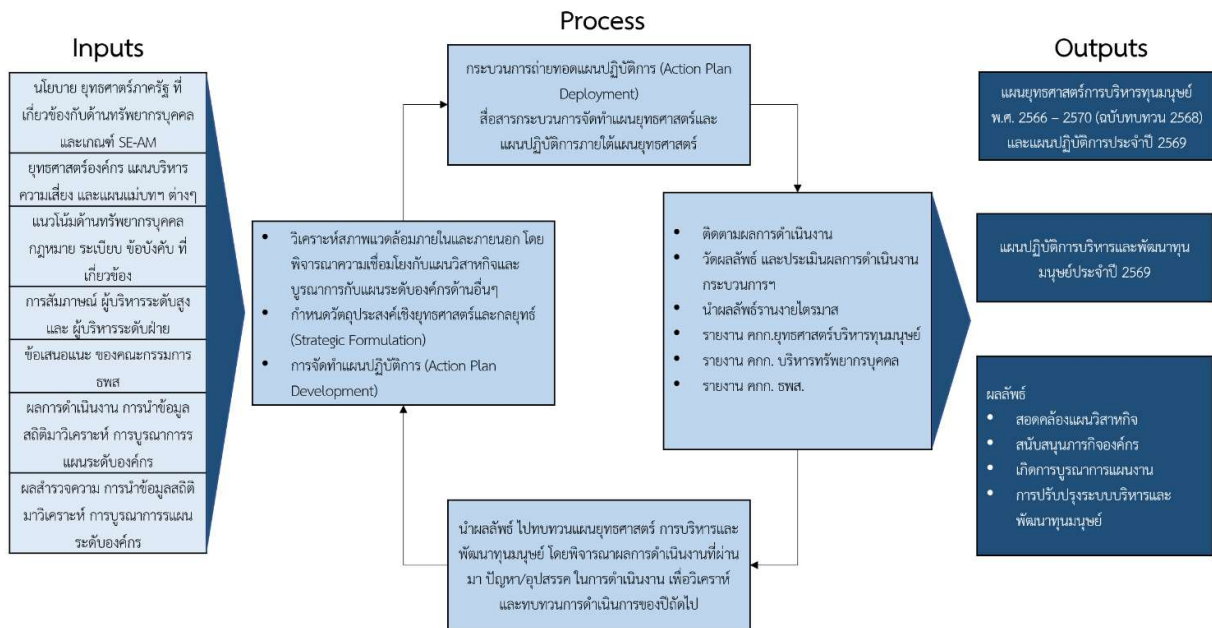 Process
Inputs
Outputs
นโยบาย ยุทธศาตร์ภาครัฐ ที่
เกี่ยวข้องกับด้านทรัพยากรบุคคล
และเกณฑ์ SE-AM
ยุทธศาสตร์องค์กร แผนบริหาร
ความเสี่ยง และแผนแม่บทฯ ต่างๆ
แนวโน้มด้านทรัพยากรบุคคล
กฎหมาย ระเบียบ ข้อบังคับ ที่
เกี่ยวข้อง
การสัมภาษณ์ ผู้บริหารระดับสูง
และ ผู้บริหารระดับฝ่าย
ข้อเสนอแนะ ของคณะกรรมการ
ธพส
ผลการดำเนินงาน การนำข้อมูล
สถิติมาวิเคราะห์ การบูรณาการร
แผนระดับองค์กร
ผลสำรวจความ การนำข้อมูลสถิติ
มาวิเคราะห์ การบูรณาการรแผน
ระดับองค์กร
กระบวนการถ่ายทอดแผนปฏิบัติการ (Action Plan
Deployment)
สื่อสารกระบวนการจัดทำแผนยุทธศาสตร์และ
แผนปฏิบัติการภายใต้แผนยุทธศาสตร์
• วิเคราะห์สภาพแวดล้อมภายในและภายนอก โดย
พิจารณาความเชื่อมโยงกับแผนวิสาหกิจและ
บูรณาการกับแผนระดับองค์กรด้านอื่นๆ
• กำหนดวัตถุประสงค์เชิงยุทธศาสตร์และกลยุทธ์
(Strategic Formulation)
• การจัดทำแผนปฏิบัติการ (Action Plan
Development)
• ติดตามผลการดำเนินงาน
• วัดผลลัพธ์ และประเมินผลการดำเนินงาน
กระบวนการฯ
• นำผลลัพธ์รานงายไตรมาส
• รายงาน คกก.ยุทธศาสตร์บริหารทุนมนุษย์
• รายงาน คกก. บริหารทรัพยากรบุคคล
• รายงาน คกก. ธพส.
นำผลลัพธ์ ไปทบทวนแผนยุทธศาสตร์ การบริหารและ
พัฒนาทุนมนุษย์ โดยพิจารณาผลการดำเนินงานที่ผ่าน
มา ปัญหา/อุปสรรค ในการดำเนินงาน เพื่อวิเคราห์
และทบทวนการดำเนินการของปีถัดไป
แผนยุทธศาสตร์การบริหารทุนมนุษย์
พ.ศ. 2566 – 2570 (ฉบับทบทวน 2568)
และแผนปฏิบัติการประจำปี 2569
แผนปฏิบัติการบริหารและพัฒนาทุน
มนุษย์ประจำปี 2569
ผลลัพธ์
• สอดคล้องแผนวิสาหกิจ
• สนับสนุนภารกิจองค์กร
• เกิดการบูรณาการแผนงาน
• การปรับปรุงระบบบริหารและ
พัฒนาทุนมนุษย์